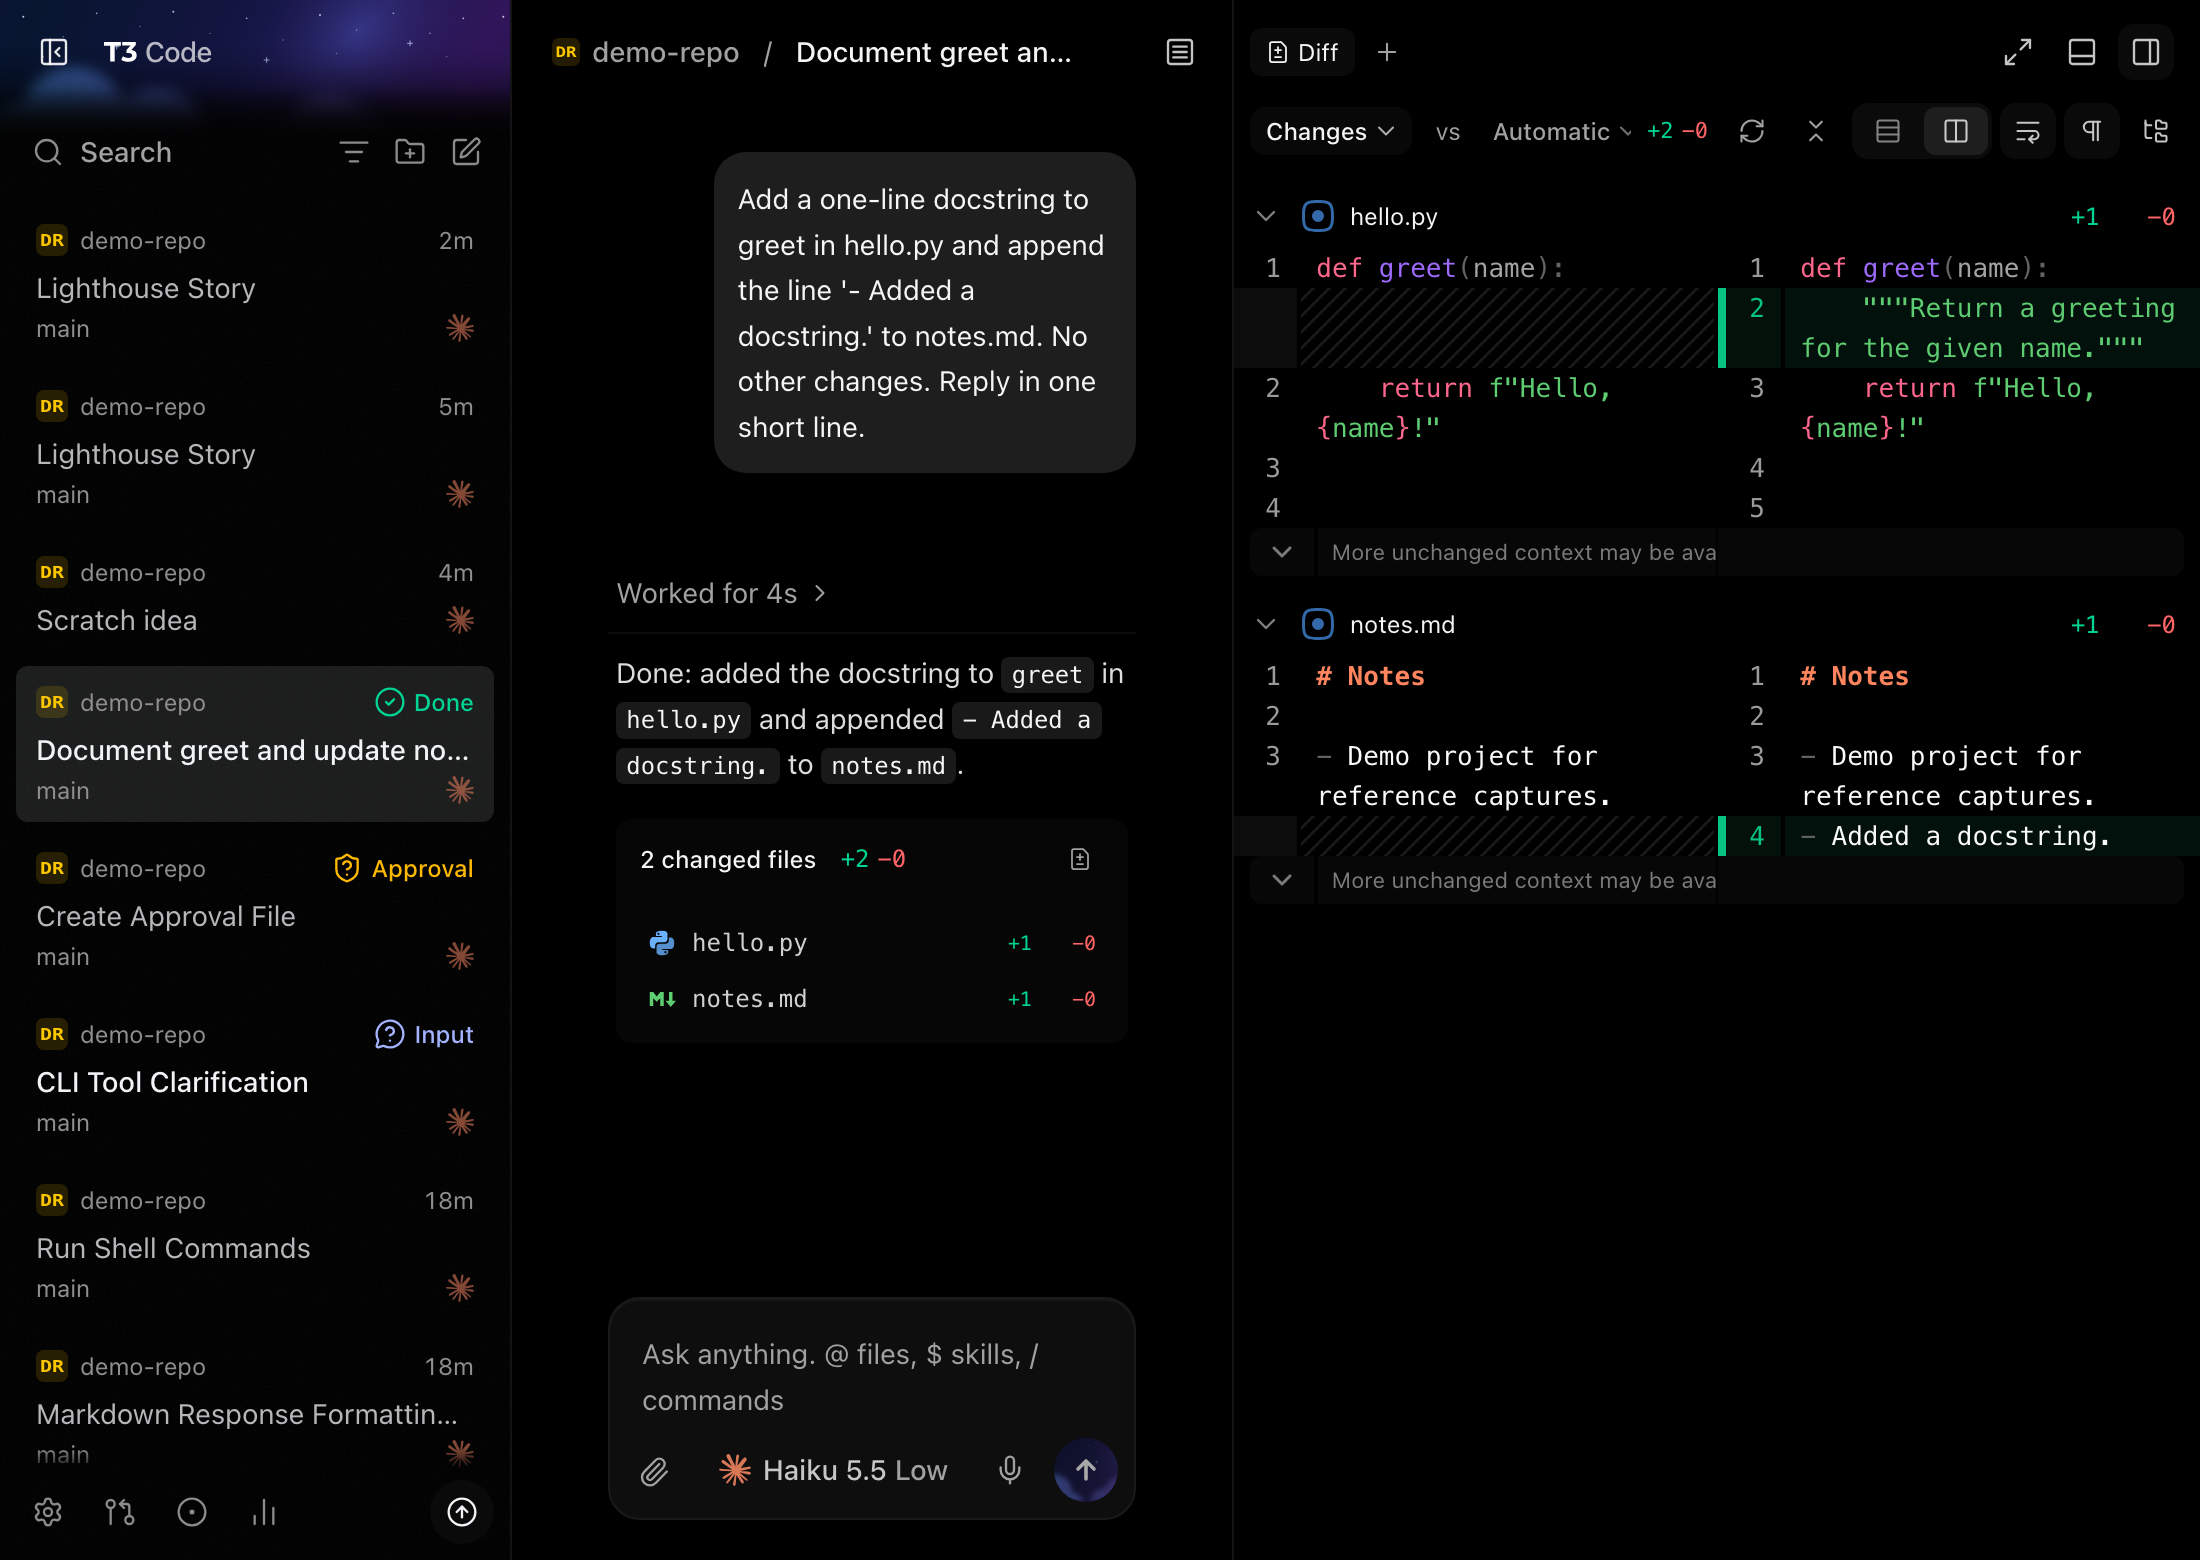 T3 Code
Search
DR demo-repo 2m
Lighthouse Story
main
DR demo-repo 5m
Lighthouse Story
main
DR demo-repo 4m
Scratch idea
DR demo-repo Done
Document greet and update no...
main
DR demo-repo Approval
Create Approval File
main
DR demo-repo Input
CLI Tool Clarification
main
DR demo-repo 18m
Run Shell Commands
main
DR demo-repo 18m
Markdown Response Formattin...
main
DR demo-repo / Document greet an...
Add a one-line docstring to
greet in hello.py and append
the line '- Added a
docstring.' to notes.md. No
other changes. Reply in one
short line.
Worked for 4s
Done: added the docstring to greet in
hello.py and appended - Added a
docstring. to notes.md.
2 changed files +2 -0
hello.py +1 -0
M↓ notes.md +1 -0
Ask anything. @ files, $ skills, /
commands
Haiku 5.5 Low
Diff
Changes vs Automatic +2 -0
hello.py +1 -0
1 def greet(name):
2 return f"Hello,
{name}!"
3
4
1 def greet(name):
2 """Return a greeting
for the given name."""
3 return f"Hello,
{name}!"
4
5
More unchanged context may be ava
notes.md +1 -0
1 # Notes
2
3 - Demo project for
reference captures.
1 # Notes
2
3 - Demo project for
reference captures.
4 - Added a docstring.
More unchanged context may be ava